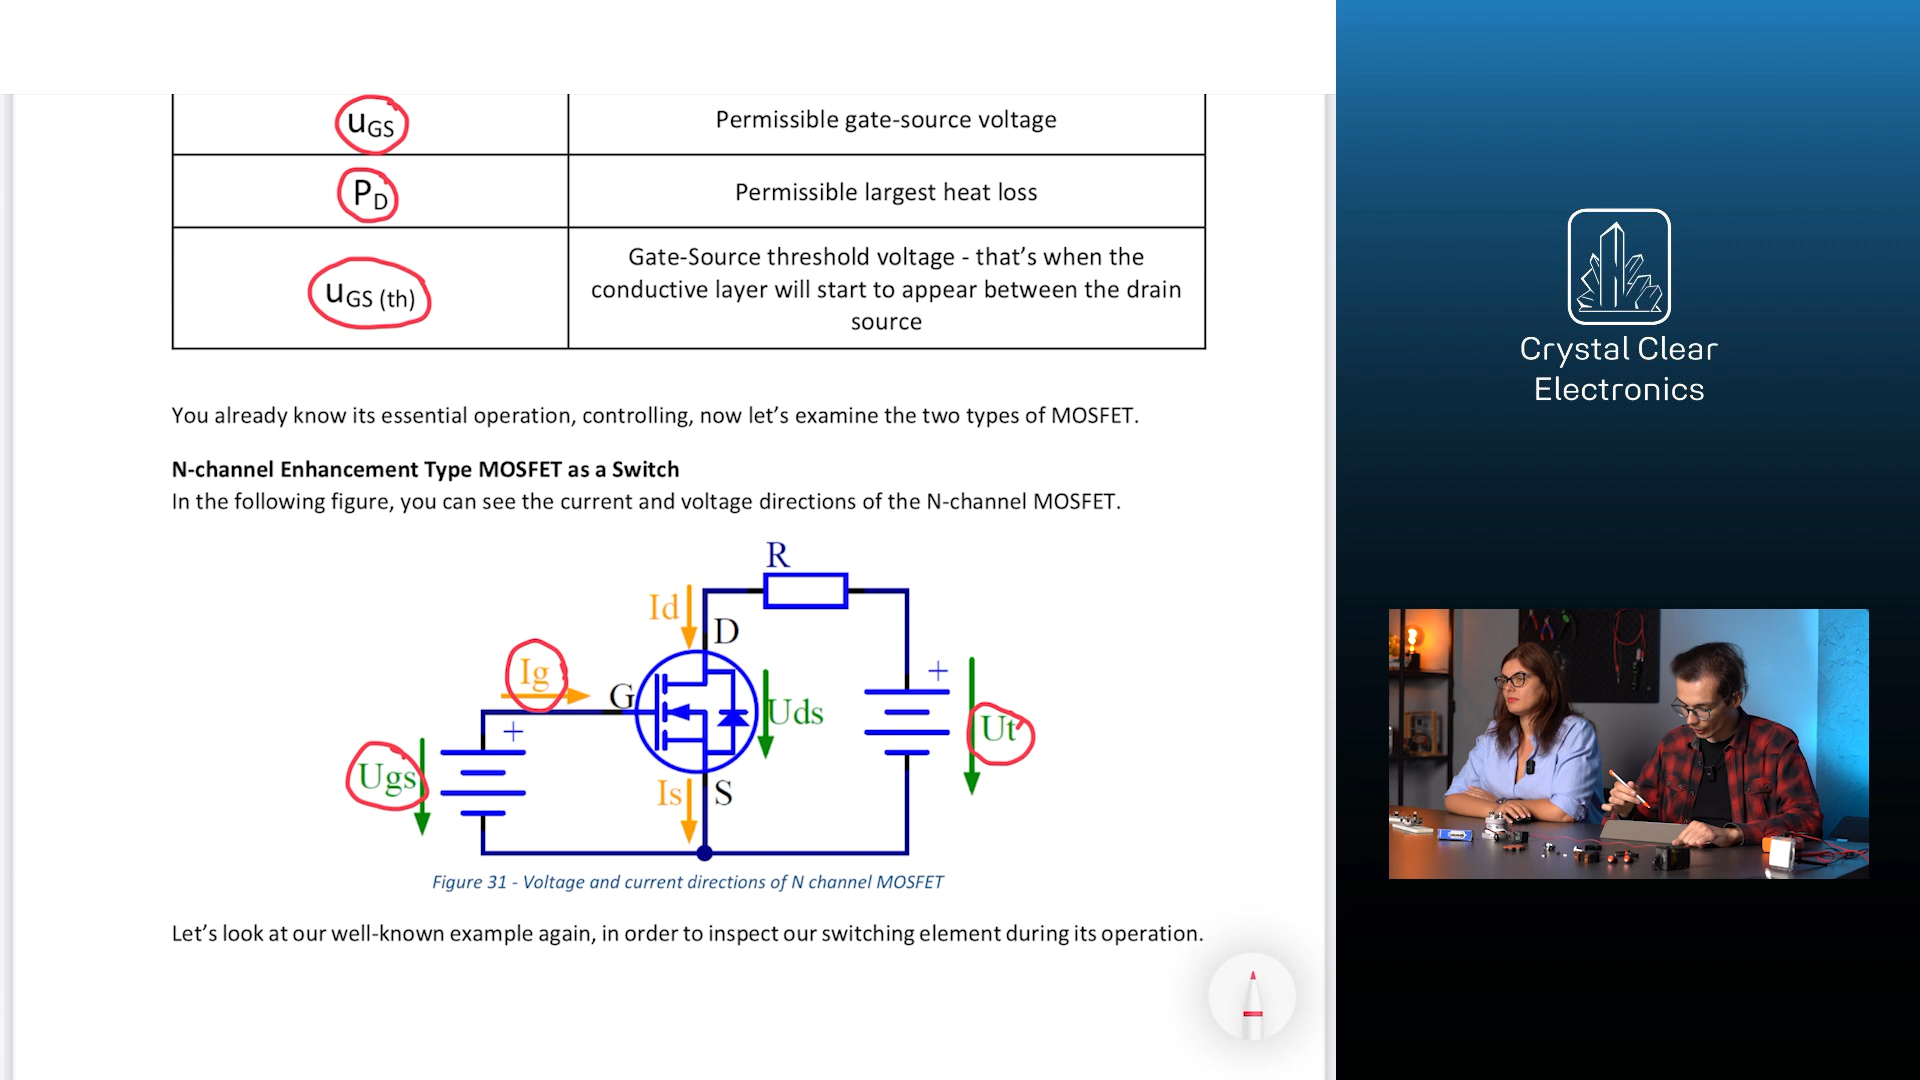 uGS
Permissible gate-source voltage
PD
Permissible largest heat loss
uGS (th)
Gate-Source threshold voltage - that’s when the
conductive layer will start to appear between the drain
source
You already know its essential operation, controlling, now let’s examine the two types of MOSFET.
N-channel Enhancement Type MOSFET as a Switch
In the following figure, you can see the current and voltage directions of the N-channel MOSFET.
R
Id
D
Ig
G
+
+
Uds
Ut
Ugs
Is
S
Figure 31 - Voltage and current directions of N channel MOSFET
Let’s look at our well-known example again, in order to inspect our switching element during its operation.
Crystal Clear
Electronics